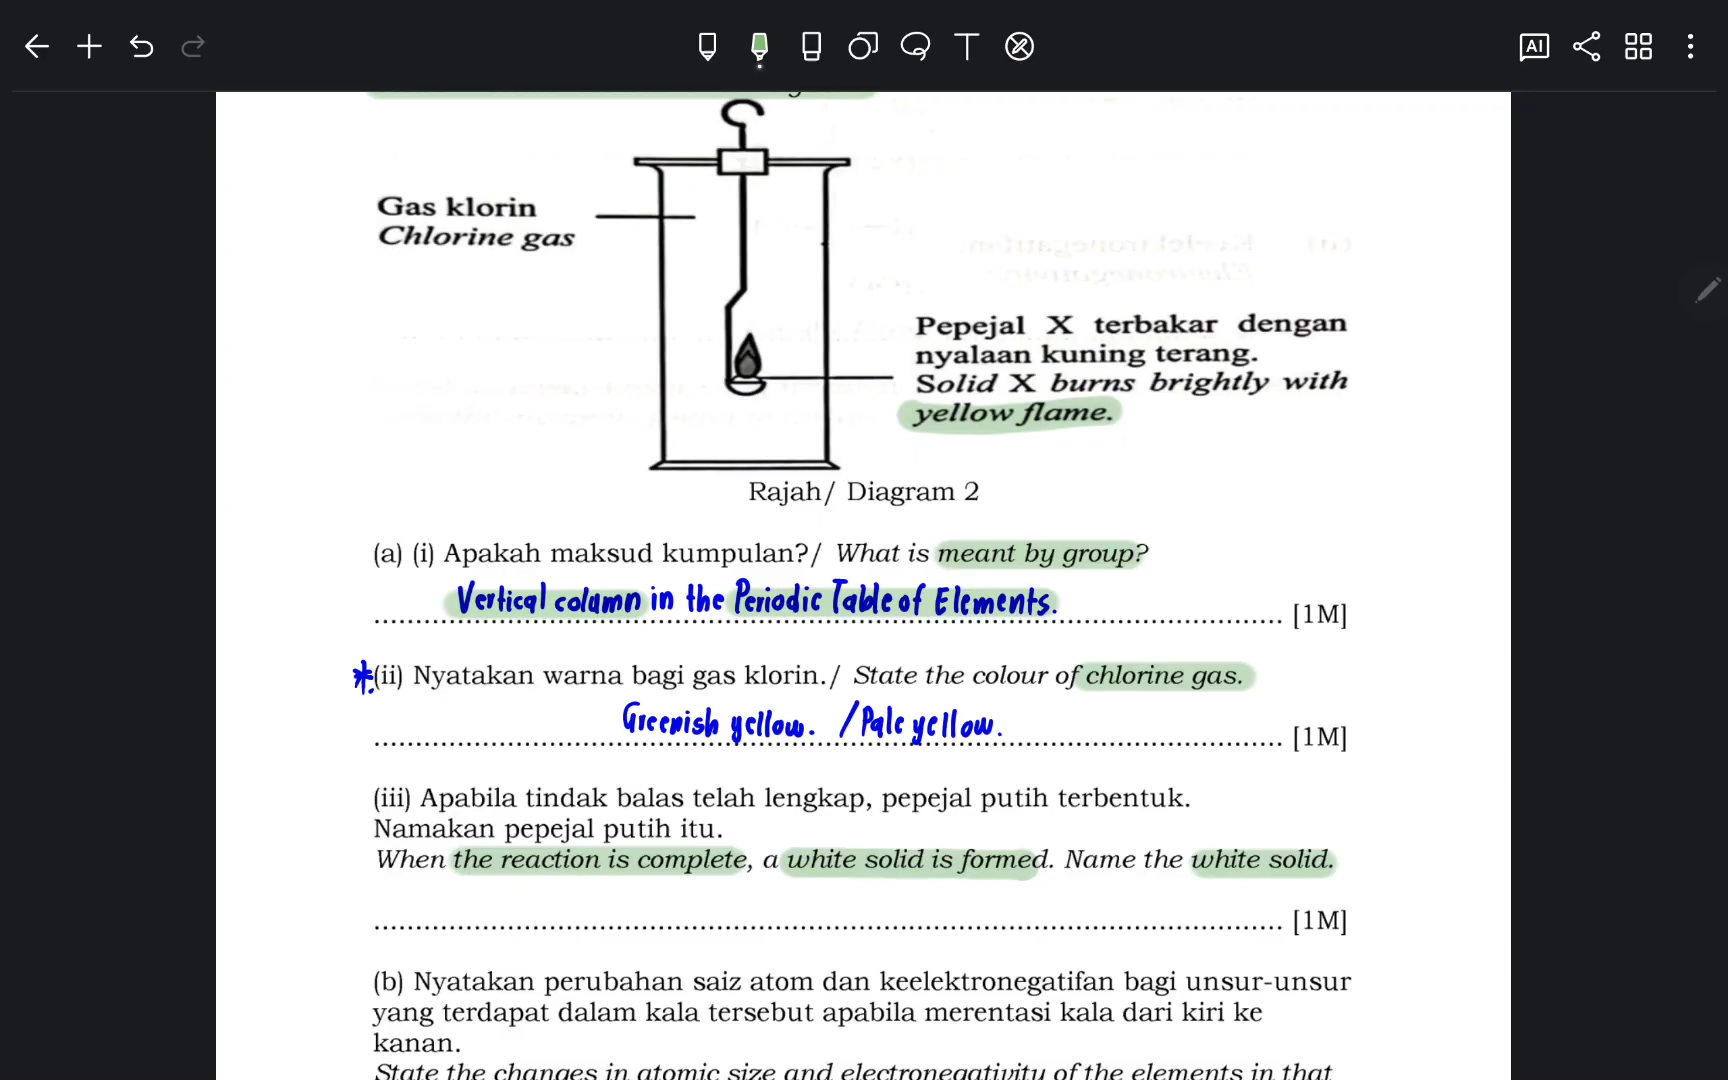 AI
T
Gas klorin
Chlorine gas
Pepejal X terbakar dengan
nyalaan kuning terang.
Solid X burns brightly with
yellow flame.
Rajah/ Diagram 2
(a) (i) Apakah maksud kumpulan?/ What is meant by group?
Vertical column in the Periodic Table of Elements.
[1M]
*(ii) Nyatakan warna bagi gas klorin./ State the colour of chlorine gas.
Greenish yellow. /Pale yellow.
[1M]
(iii) Apabila tindak balas telah lengkap, pepejal putih terbentuk.
Namakan pepejal putih itu.
When the reaction is complete, a white solid is formed. Name the white solid.
[1M]
(b) Nyatakan perubahan saiz atom dan keelektronegatifan bagi unsur-unsur
yang terdapat dalam kala tersebut apabila merentasi kala dari kiri ke
kanan.
State the changes in atomic size and electronegativity of the elements in that